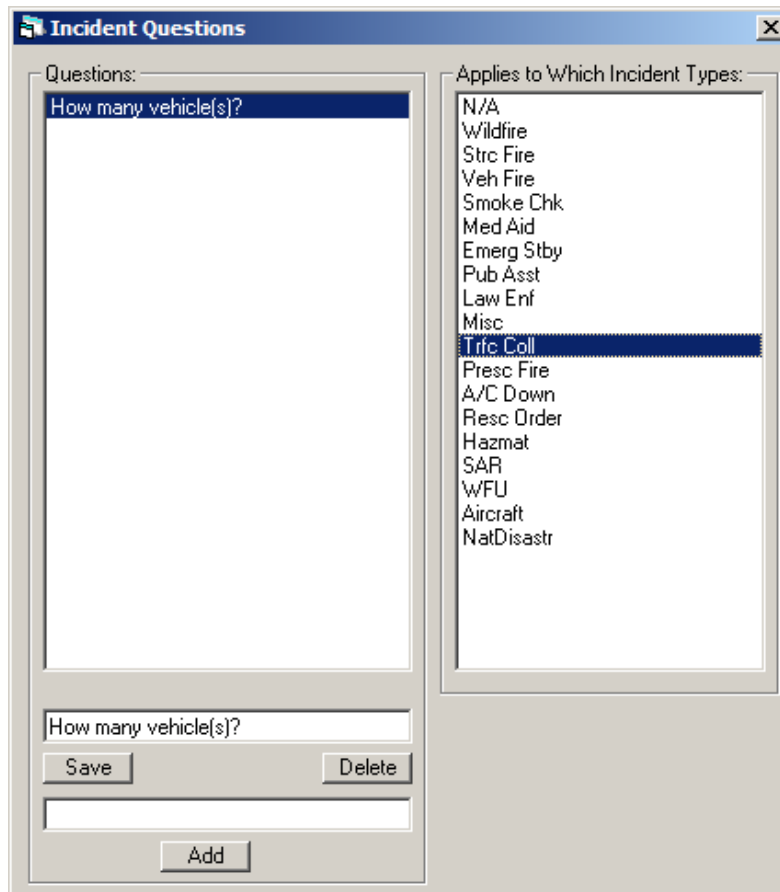 Incident Questions
Questions:
How many vehicle(s)?
How many vehicle(s)?
Save
Delete
Add
Applies to Which Incident Types:
N/A
Wildfire
Strc Fire
Veh Fire
Smoke Chk
Med Aid
Emerg Stby
Pub Asst
Law Enf
Misc
Trfc Coll
Presc Fire
A/C Down
Resc Order
Hazmat
SAR
WFU
Aircraft
NatDisastr